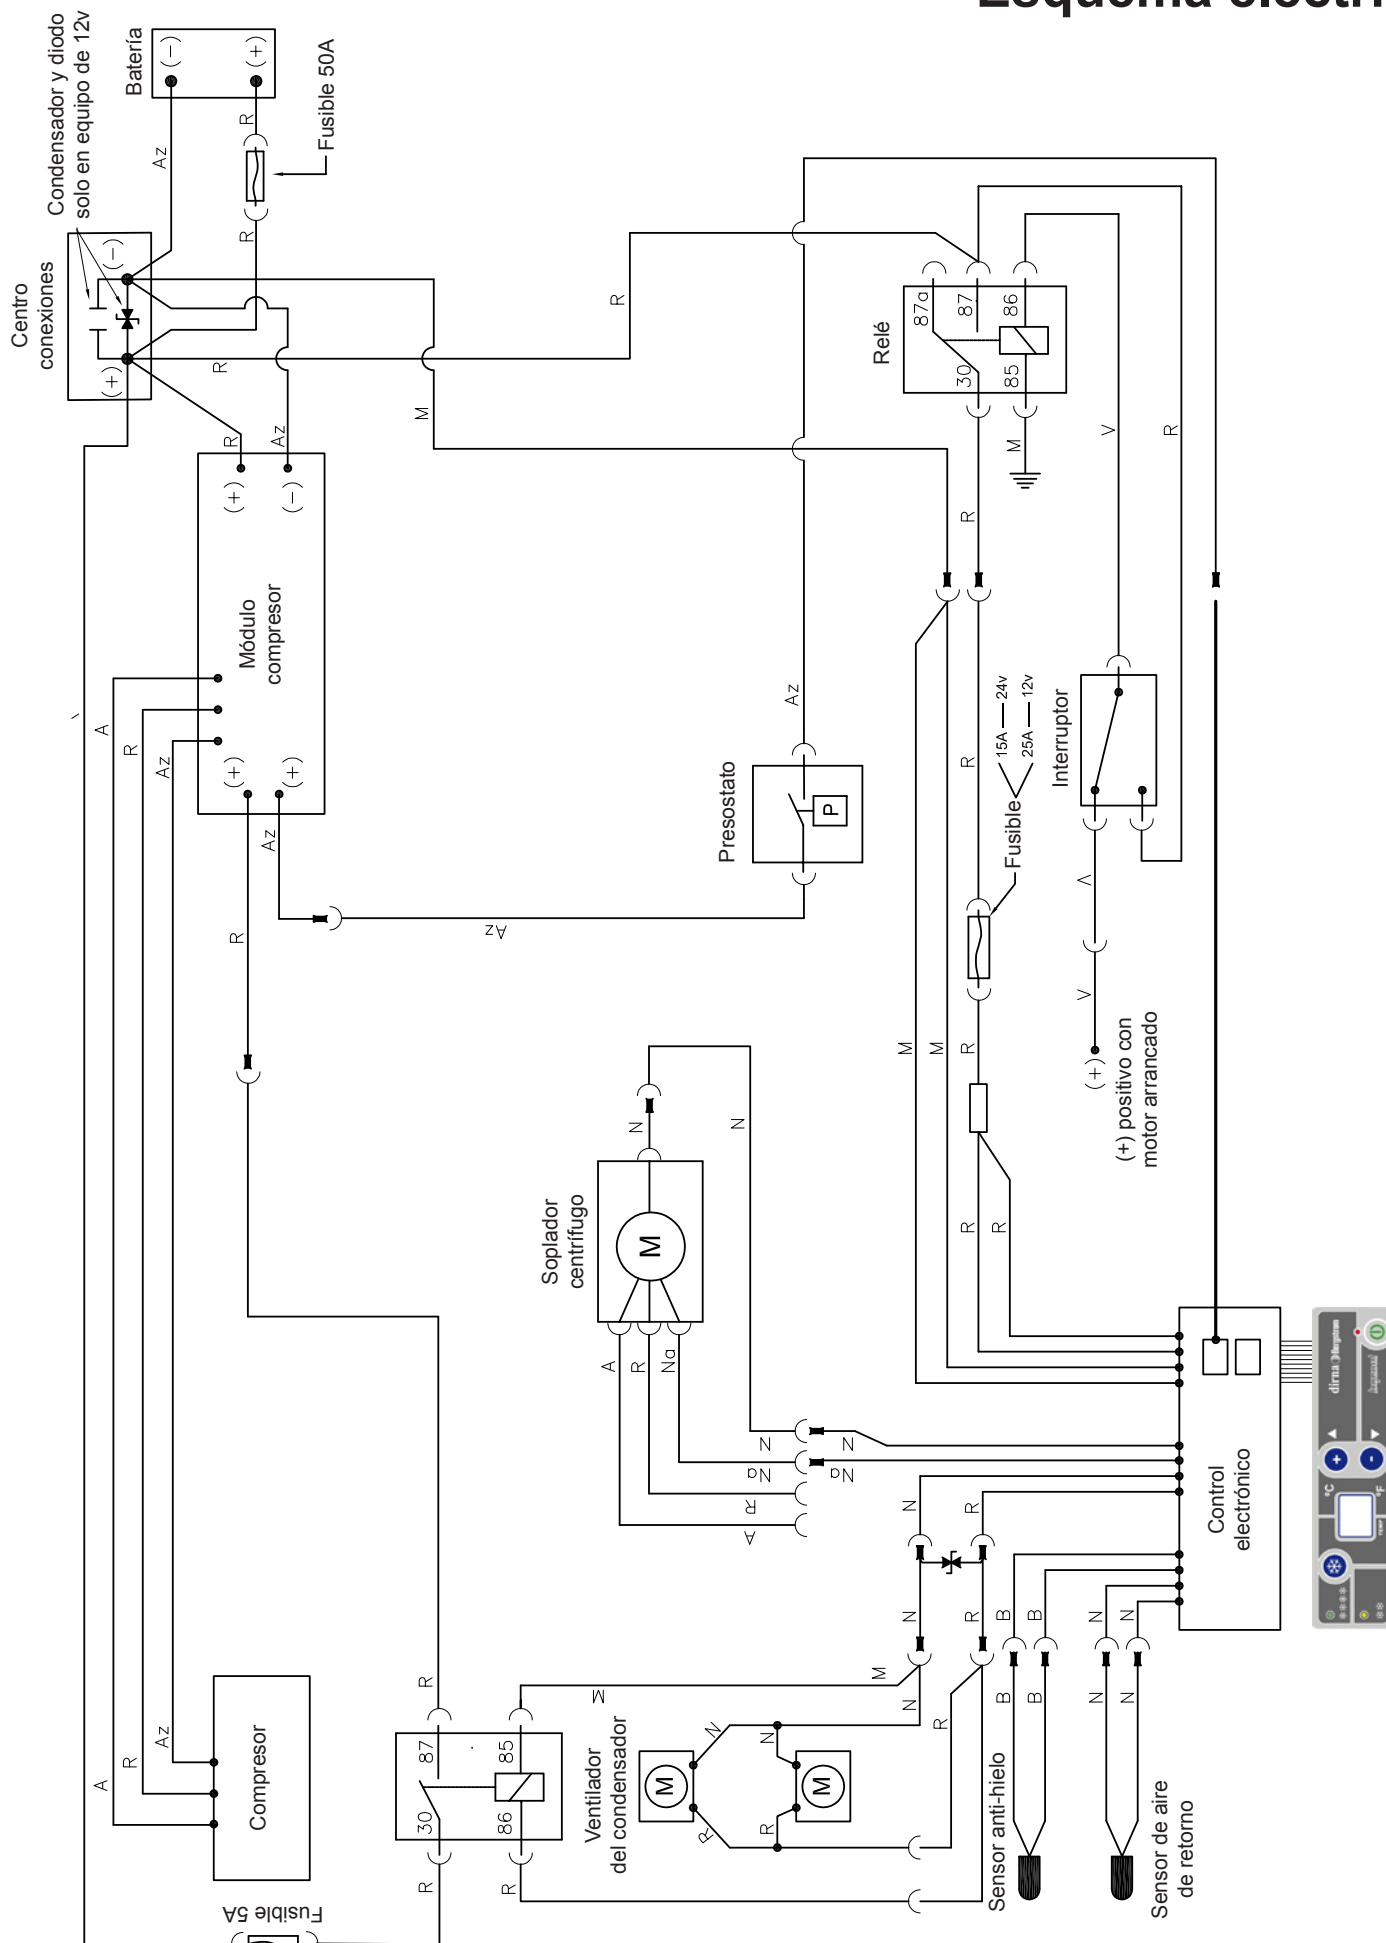 Condensador y diodo
solo en equipo de 12v
Batería
(-)
(+)
Az
R
R
Fusible 50A
Centro
conexiones
(-)
(+)
R
M
R
R
Az
(+)
(-)
Módulo
compresor
(+)
(+)
A
R
Az
R
Az
Az
Relé
87a
87
86
30
85
M
V
R
R
Presostato
P
Az
R
15A — 24v
25A — 12v
Fusible
Interruptor
V
V
(+)
(+) positivo con
motor arrancado
M
M
R
R
R
Soplador
centrífugo
M
N
N
A
R
Na
N
Na
R
A
N
Na
Control
electrónico
dirna Bergstrom
°C
°F
TEMP
+
-
N
R
N
R
B
B
N
N
B
B
N
N
Sensor anti-hielo
Sensor de aire
de retorno
Ventilador
del condensador
M
M
N
N
R
R
N
R
M
M
87
85
30
86
R
R
R
Compresor
A
R
Az
Fusible 5A